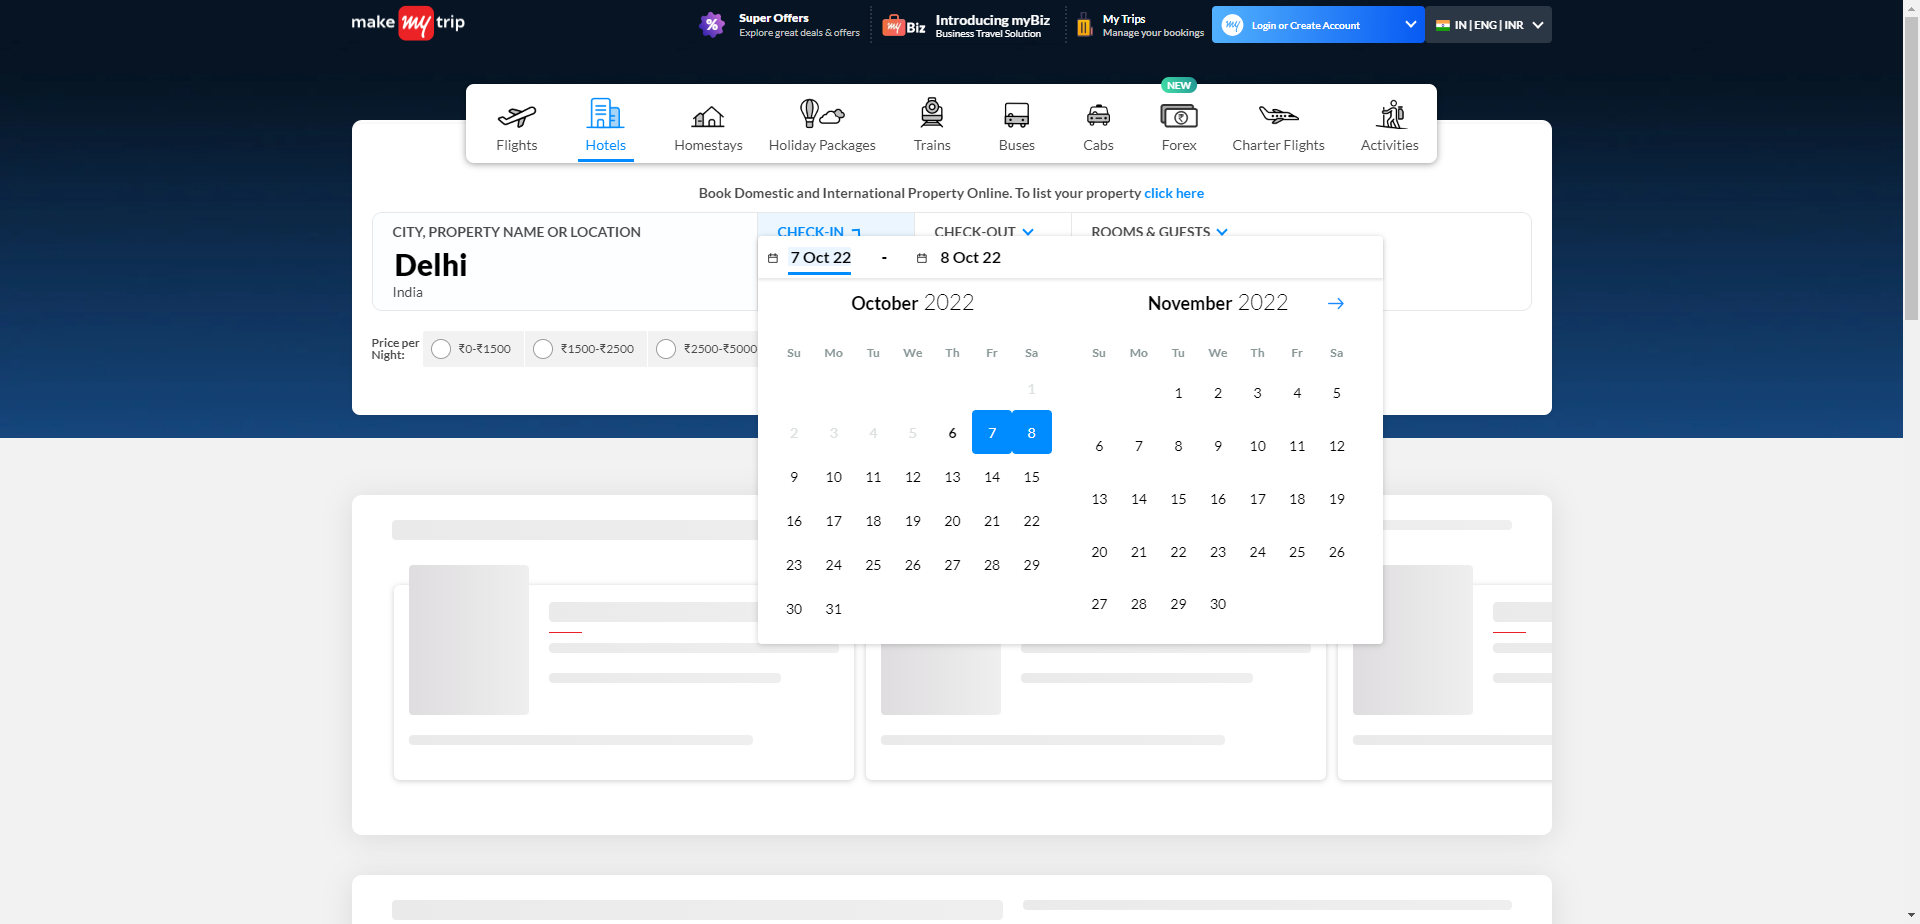 make my trip
Super Offers
Explore great deals & offers
my Biz
Introducing myBiz
Business Travel Solution
My Trips
Manage your bookings
my
Login or Create Account
IN | ENG | INR
NEW
Flights
Hotels
Homestays
Holiday Packages
Trains
Buses
Cabs
Forex
Charter Flights
Activities
Book Domestic and International Property Online. To list your property click here
CITY, PROPERTY NAME OR LOCATION
Delhi
India
CHECK-IN
CHECK-OUT
ROOMS & GUESTS
7 Oct 22 - 8 Oct 22
Price per
Night:
₹0-₹1500
₹1500-₹2500
₹2500-₹5000
October 2022
Su Mo Tu We Th Fr Sa
1
2 3 4 5 6 7 8
9 10 11 12 13 14 15
16 17 18 19 20 21 22
23 24 25 26 27 28 29
30 31
November 2022
Su Mo Tu We Th Fr Sa
1 2 3 4 5
6 7 8 9 10 11 12
13 14 15 16 17 18 19
20 21 22 23 24 25 26
27 28 29 30